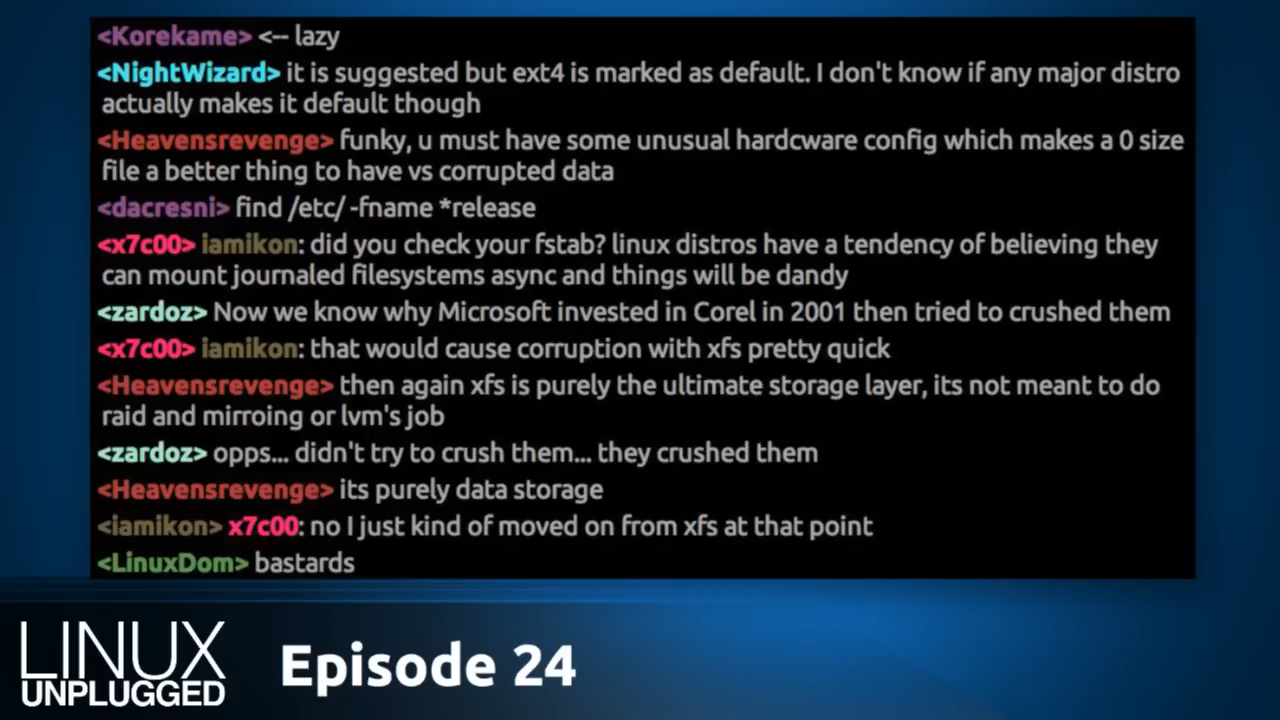 <Korekame> <-- lazy
<NightWizard> it is suggested but ext4 is marked as default. I don't know if any major distro
actually makes it default though
<Heavensrevenge> funky, u must have some unusual hardcware config which makes a 0 size
file a better thing to have vs corrupted data
<dacresni> find /etc/ -fname *release
<x7c00> iamikon: did you check your fstab? linux distros have a tendency of believing they
can mount journaled filesystems async and things will be dandy
<zardoz> Now we know why Microsoft invested in Corel in 2001 then tried to crushed them
<x7c00> iamikon: that would cause corruption with xfs pretty quick
<Heavensrevenge> then again xfs is purely the ultimate storage layer, its not meant to do
raid and mirroing or lvm's job
<zardoz> opps... didn't try to crush them... they crushed them
<Heavensrevenge> its purely data storage
<iamikon> x7c00: no I just kind of moved on from xfs at that point
<LinuxDom> bastards
LINUX
UNPLUGGED
Episode 24